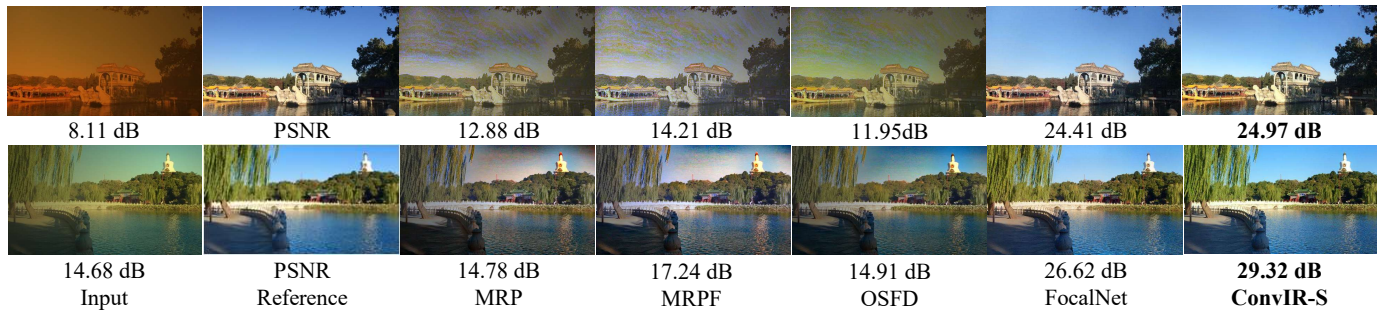 8.11 dB PSNR 12.88 dB 14.21 dB 11.95dB 24.41 dB 24.97 dB
14.68 dB PSNR 14.78 dB 17.24 dB 14.91 dB 26.62 dB 29.32 dB
Input Reference MRP MRPF OSFD FocalNet ConvIR-S